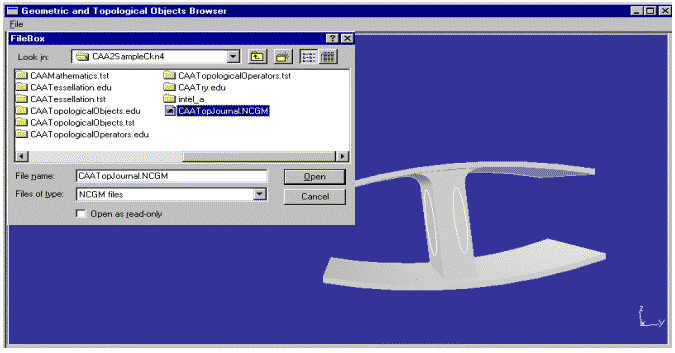 Geometric and Topological Objects Browser
File
FileBox
Look in: CAA2SampleCkn4
CAAMathematics.tst CAATopologicalOperators.tst
CAATessellation.edu CAATry.edu
CAATessellation.tst intel_a
CAATopologicalObjects.edu CAATopJournal.NCGM
CAATopologicalObjects.tst
CAATopologicalOperators.edu
File name: CAATopJournal.NCGM Open
Files of type: NCGM files Cancel
Open as read-only
z
x y